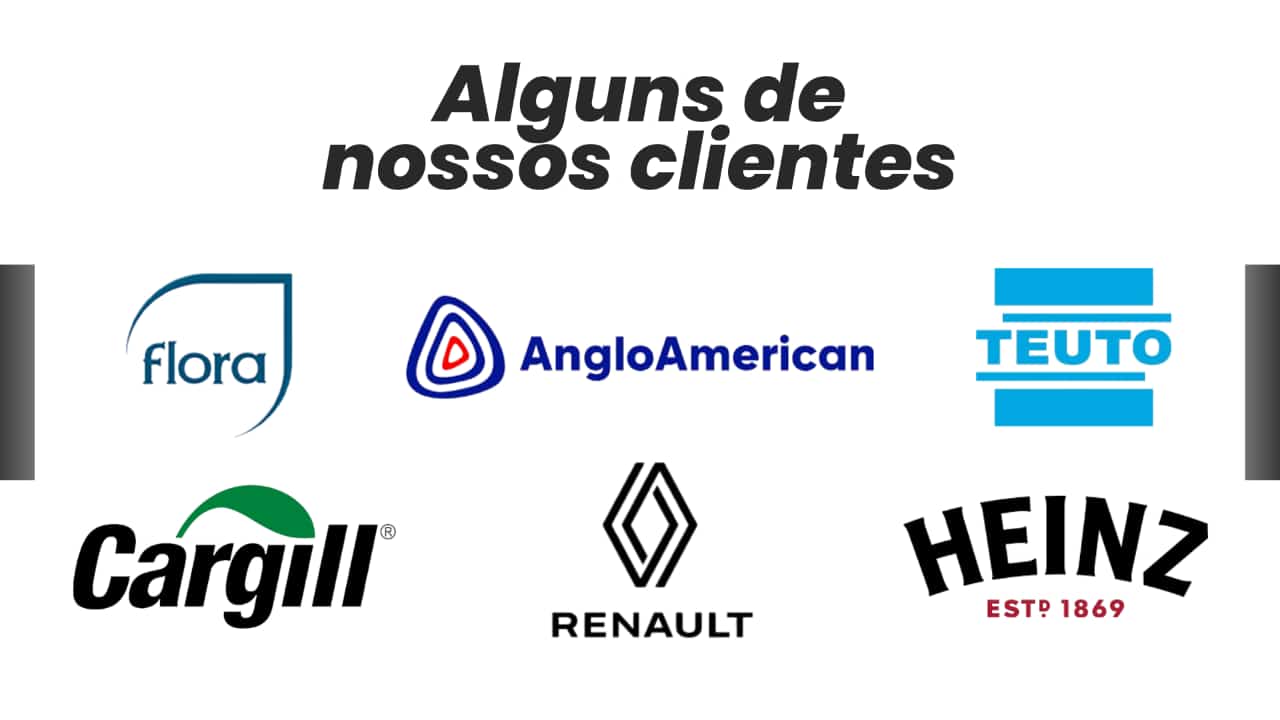 Alguns de
nossos clientes
flora
AngloAmerican
TEUTO
Cargill®
RENAULT
HEINZ
ESTD 1869